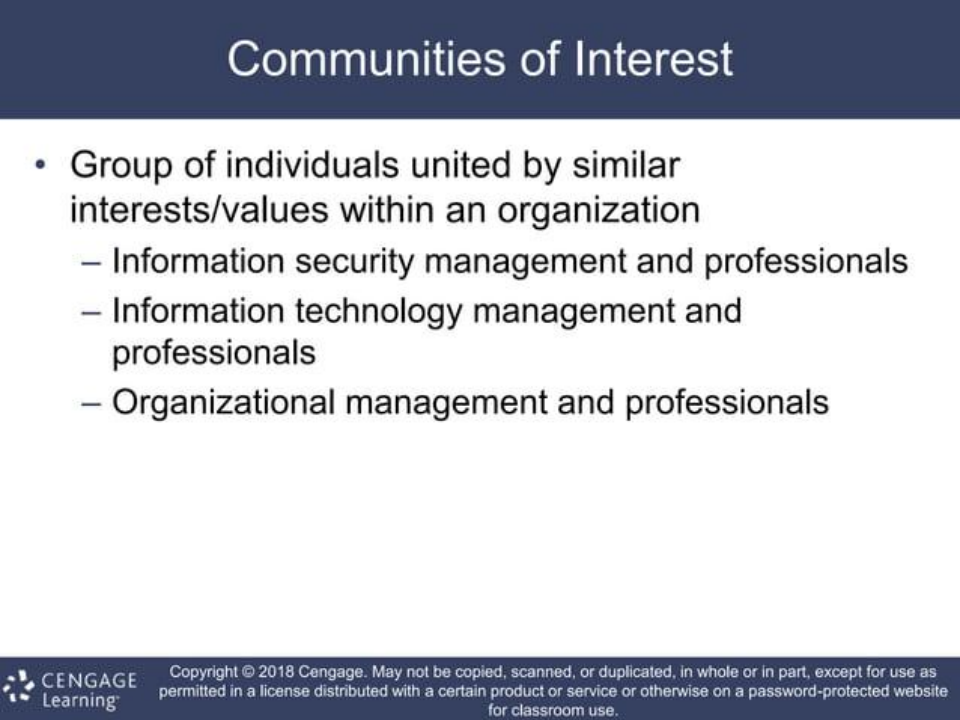 Communities of Interest
• Group of individuals united by similar
interests/values within an organization
– Information security management and professionals
– Information technology management and
professionals
– Organizational management and professionals
CENGAGE
Learning™
Copyright © 2018 Cengage. May not be copied, scanned, or duplicated, in whole or in part, except for use as
permitted in a license distributed with a certain product or service or otherwise on a password-protected website
for classroom use.